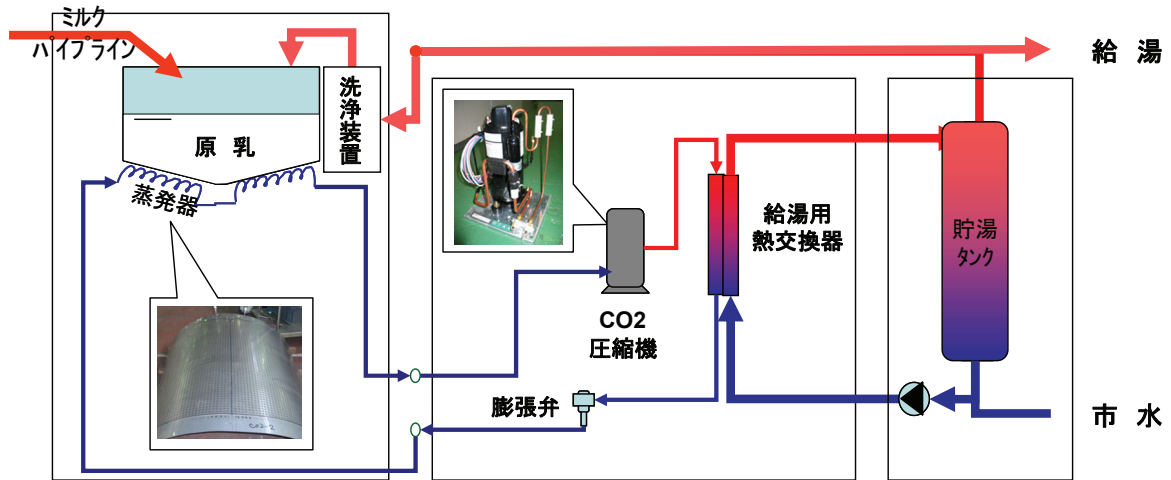 ミルク
パイプライン
洗浄装置
原 乳
蒸発器
CO2-2
CO2
圧縮機
膨張弁
給湯用
熱交換器
貯湯
タンク
給 湯
市 水